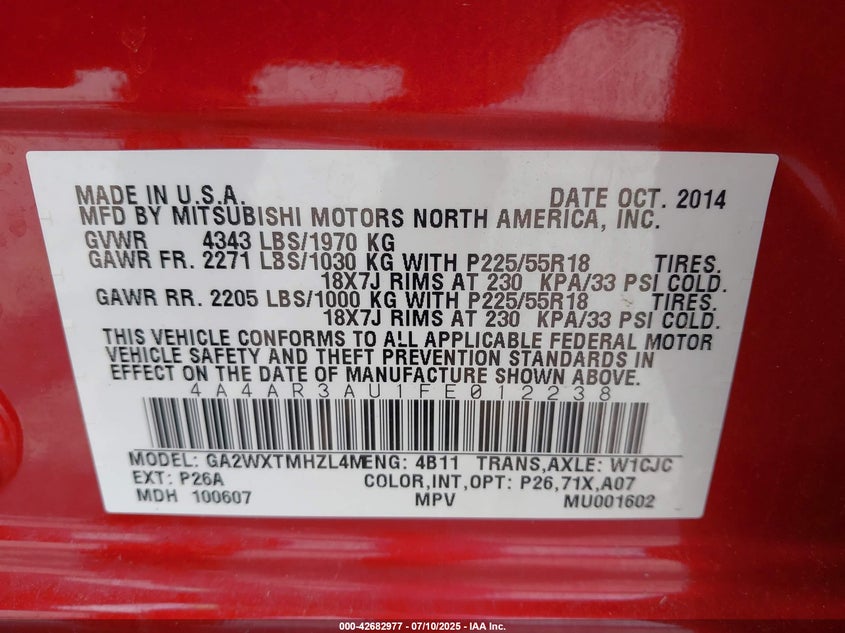 MADE IN U.S.A. DATE OCT. 2014
MFD BY MITSUBISHI MOTORS NORTH AMERICA, INC.
GVWR 4343 LBS/1970 KG
GAWR FR. 2271 LBS/1030 KG WITH P225/55R18 TIRES.
18X7J RIMS AT 230 KPA/33 PSI COLD.
GAWR RR. 2205 LBS/1000 KG WITH P225/55R18 TIRES.
18X7J RIMS AT 230 KPA/33 PSI COLD.
THIS VEHICLE CONFORMS TO ALL APPLICABLE FEDERAL MOTOR
VEHICLE SAFETY AND THEFT PREVENTION STANDARDS IN
EFFECT ON THE DATE OF MANUFACTURE SHOWN ABOVE.
4A4AR3AU1FE012238
MODEL: GA2WXTMHZL4M ENG: 4B11 TRANS,AXLE: W1CJC
EXT: P26A COLOR,INT,OPT: P26,71X,A07
MDH 100607 MPV MU001602
000-42682977 - 07/10/2025 - IAA Inc.